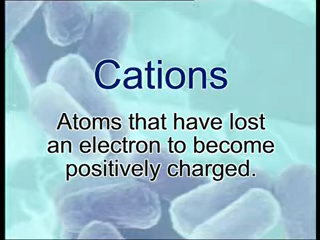 Cations
Atoms that have lost
an electron to become
positively charged.